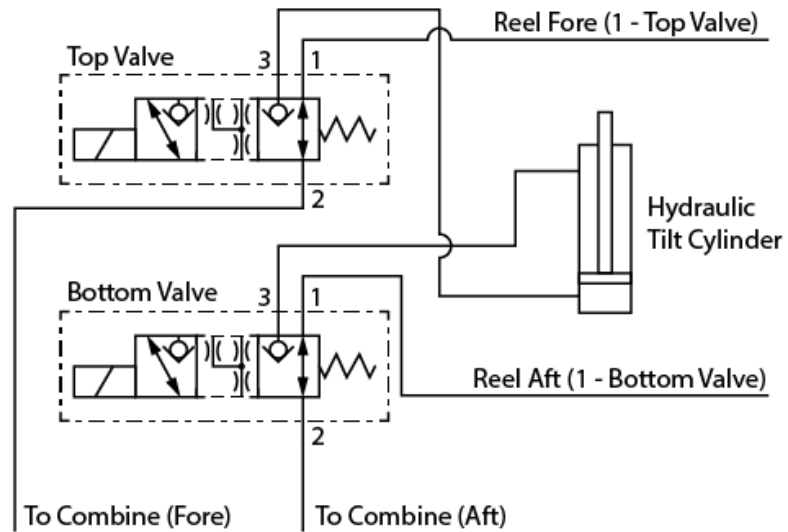 Reel Fore (1 - Top Valve)
Top Valve
3
1
2
Hydraulic
Tilt Cylinder
Bottom Valve
3
1
Reel Aft (1 - Bottom Valve)
2
To Combine (Fore)
To Combine (Aft)